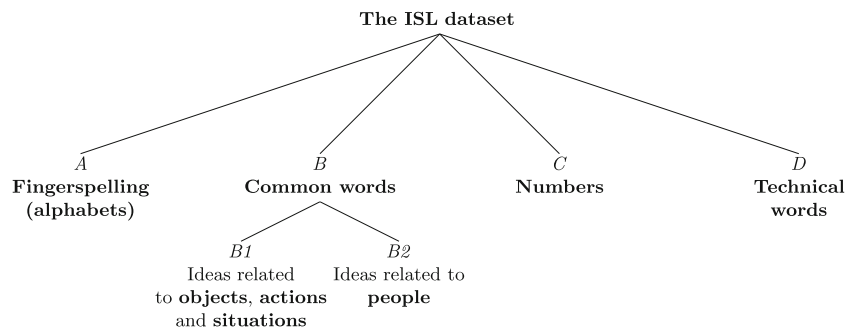 The ISL dataset
A
Fingerspelling
(alphabets)
B
Common words
C
Numbers
D
Technical
words
B1
Ideas related
to objects, actions
and situations
B2
Ideas related to
people